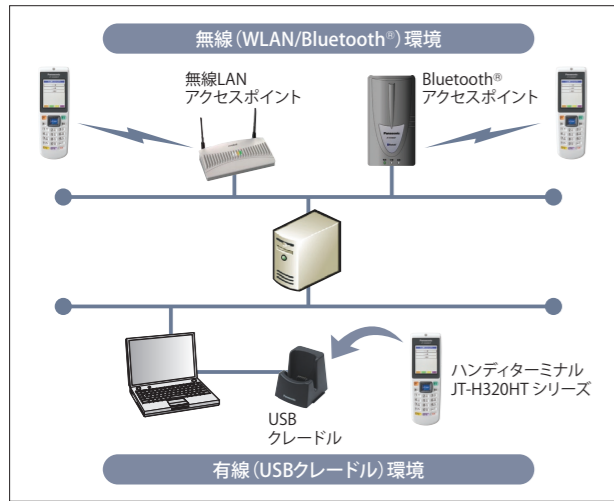 無線（WLAN/Bluetooth®）環境
無線LAN
アクセスポイント
Bluetooth®
アクセスポイント
ハンディターミナル
JT-H320HT シリーズ
USB
クレードル
有線（USBクレードル）環境